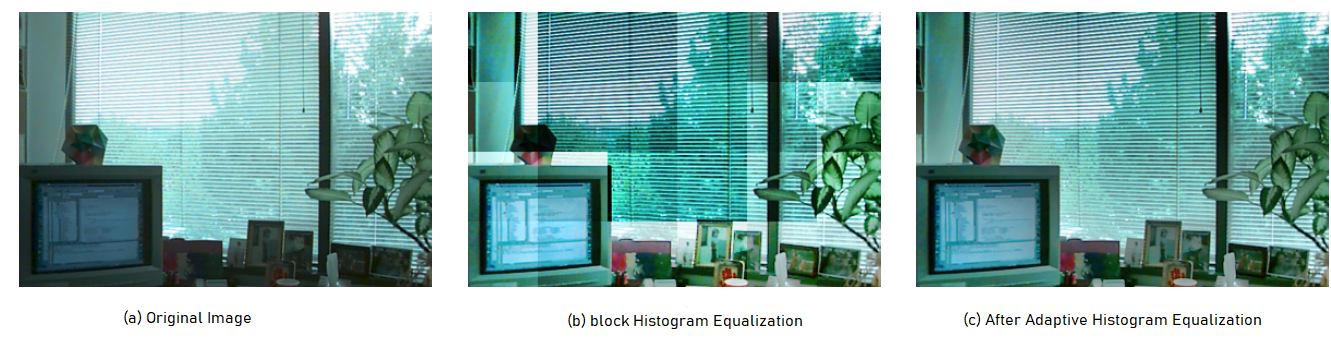 (a) Original Image
(b) block Histogram Equalization
(c) After Adaptive Histogram Equalization